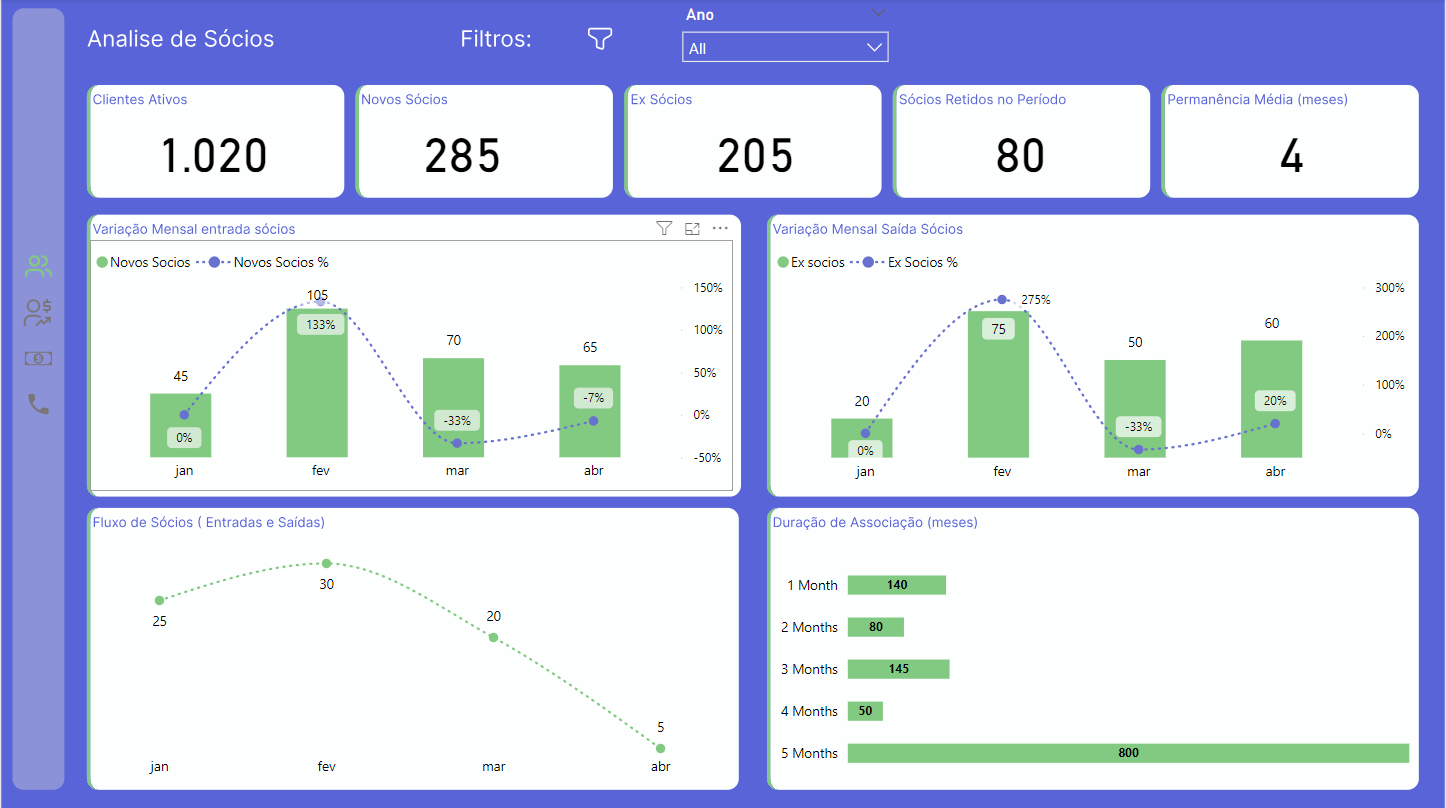 Analise de Sócios
Filtros:
Ano
All
Clientes Ativos
1.020
Novos Sócios
285
Ex Sócios
205
Sócios Retidos no Período
80
Permanência Média (meses)
4
Variação Mensal entrada sócios
Novos Socios
Novos Socios %
150%
100%
50%
0%
-50%
45
105
70
65
0%
133%
-33%
-7%
jan
fev
mar
abr
Variação Mensal Saída Sócios
Ex socios
Ex Socios %
300%
200%
100%
0%
20
75
50
60
0%
275%
-33%
20%
jan
fev
mar
abr
Fluxo de Sócios ( Entradas e Saídas)
25
30
20
5
jan
fev
mar
abr
Duração de Associação (meses)
1 Month 140
2 Months 80
3 Months 145
4 Months 50
5 Months 800